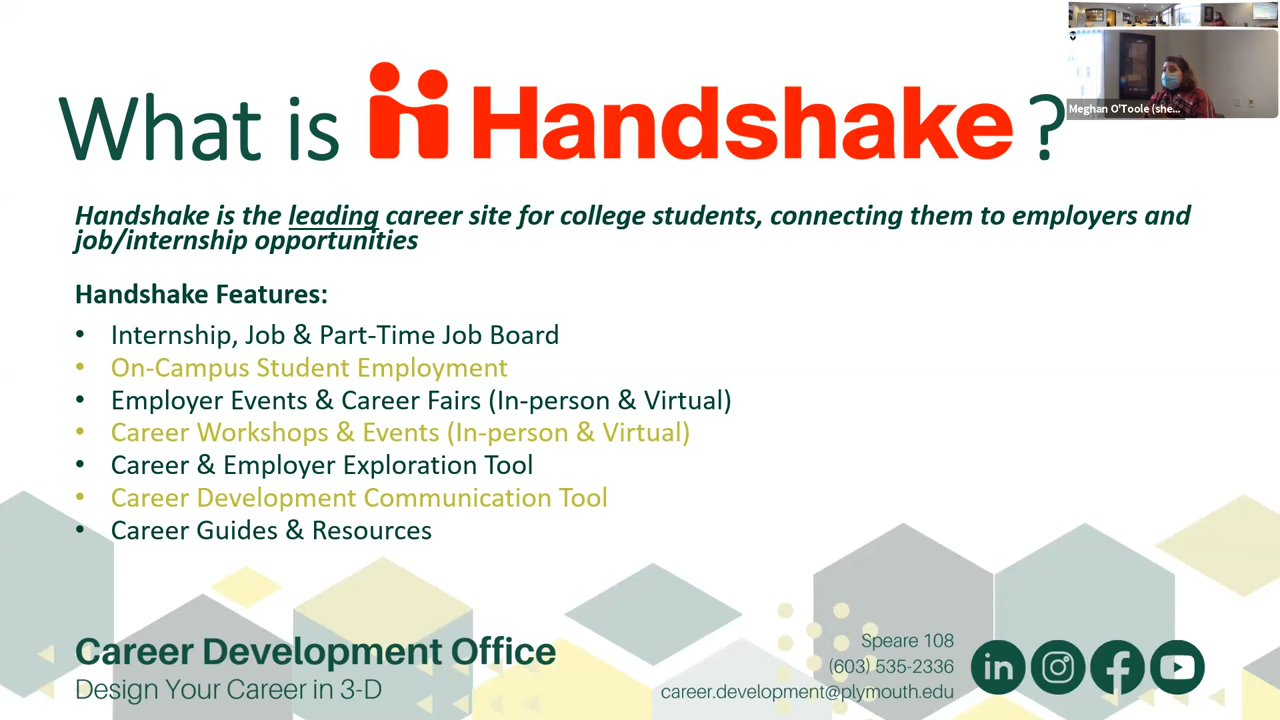 What is Handshake ?
Meghan O'Toole (she...
Handshake is the leading career site for college students, connecting them to employers and
job/internship opportunities
Handshake Features:
• Internship, Job & Part-Time Job Board
• On-Campus Student Employment
• Employer Events & Career Fairs (In-person & Virtual)
• Career Workshops & Events (In-person & Virtual)
• Career & Employer Exploration Tool
• Career Development Communication Tool
• Career Guides & Resources
Career Development Office
Design Your Career in 3-D
Speare 108
(603) 535-2336
career.development@plymouth.edu
in